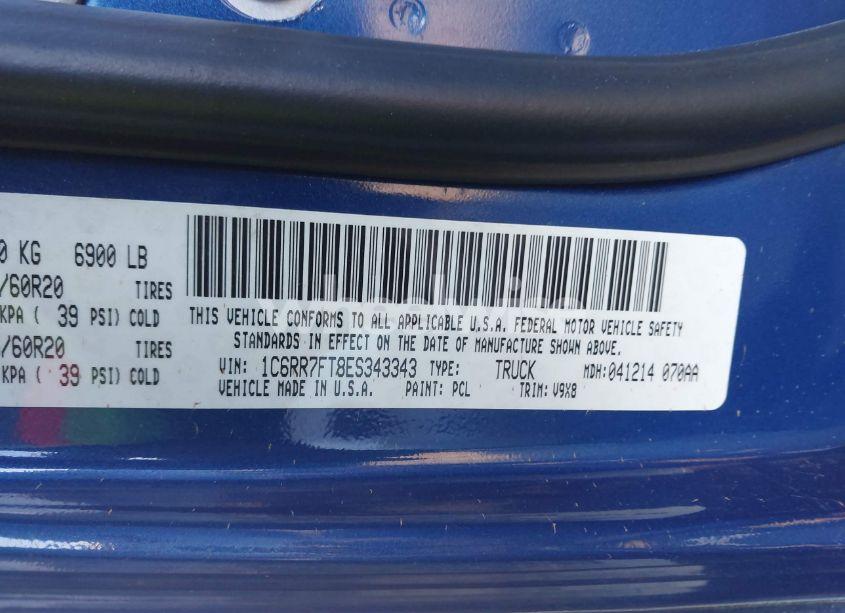 0 KG 6900 LB
/60R20 TIRES
KPA ( 39 PSI) COLD
/60R20 TIRES
KPA ( 39 PSI) COLD
THIS VEHICLE CONFORMS TO ALL APPLICABLE U.S.A. FEDERAL MOTOR VEHICLE SAFETY
STANDARDS IN EFFECT ON THE DATE OF MANUFACTURE SHOWN ABOVE.
VIN: 1C6RR7FT8ES343343 TYPE: TRUCK MDH: 041214 070AA
VEHICLE MADE IN U.S.A. PAINT: PCL TRIM: V9X8